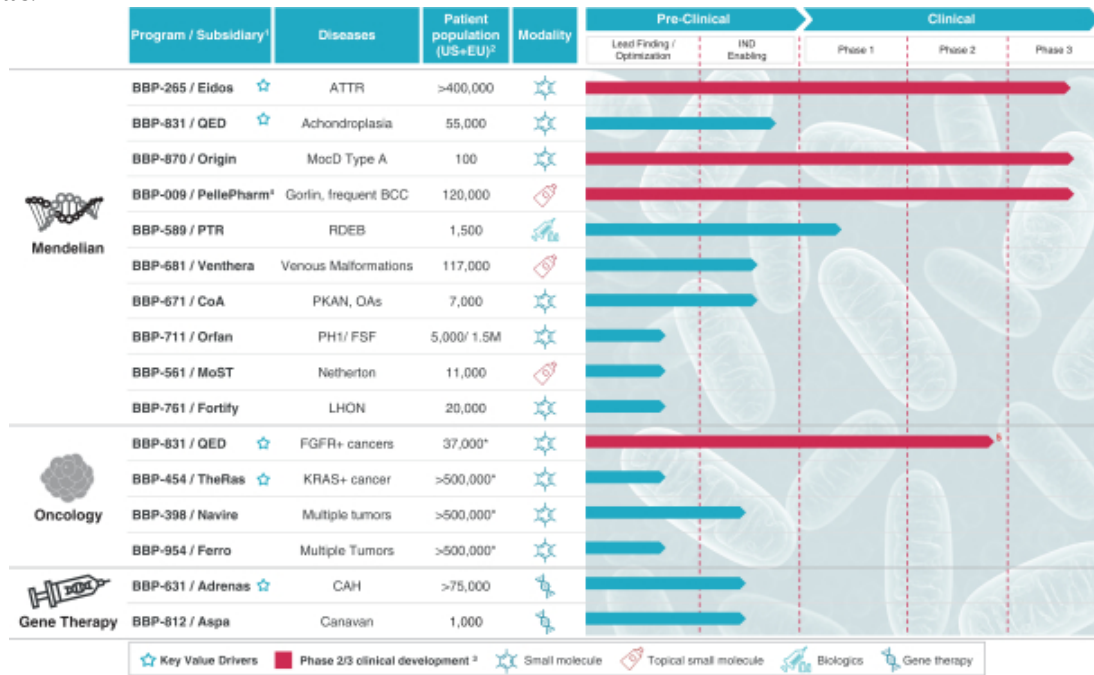 Program / Subsidiary¹ Diseases Patient population (US+EU)² Modality Pre-Clinical Clinical
Lead Finding / Optimization IND Enabling Phase 1 Phase 2 Phase 3
Mendelian
BBP-265 / Eidos ATTR >400,000
BBP-831 / QED Achondroplasia 55,000
BBP-870 / Origin MocD Type A 100
BBP-009 / PellePharm⁴ Gorlin, frequent BCC 120,000
BBP-589 / PTR RDEB 1,500
BBP-681 / Venthera Venous Malformations 117,000
BBP-671 / CoA PKAN, OAs 7,000
BBP-711 / Orfan PH1/ FSF 5,000/ 1.5M
BBP-561 / MoST Netherton 11,000
BBP-761 / Fortify LHON 20,000
Oncology
BBP-831 / QED FGFR+ cancers 37,000* 5
BBP-454 / TheRas KRAS+ cancer >500,000*
BBP-398 / Navire Multiple tumors >500,000*
BBP-954 / Ferro Multiple Tumors >500,000*
Gene Therapy
BBP-631 / Adrenas CAH >75,000
BBP-812 / Aspa Canavan 1,000
Key Value Drivers Phase 2/3 clinical development ³ Small molecule Topical small molecule Biologics Gene therapy